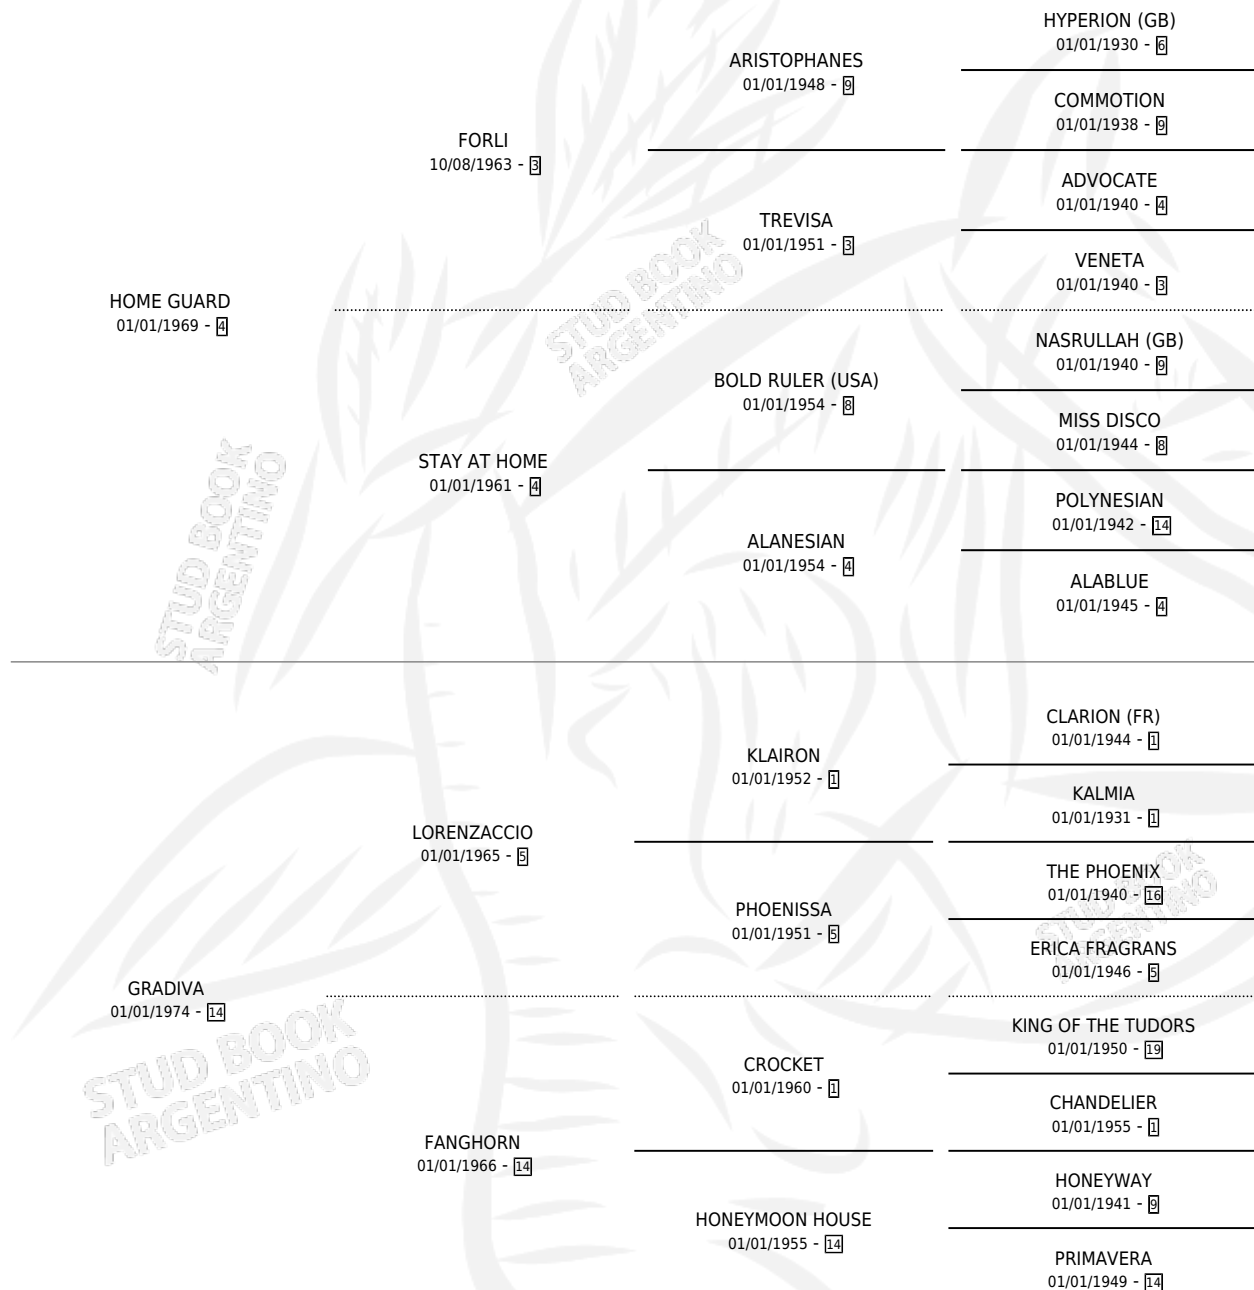 HOME GUARD
01/01/1969 - 4
FORLI
10/08/1963 - 3
ARISTOPHANES
01/01/1948 - 9
HYPERION (GB)
01/01/1930 - 6
COMMOTION
01/01/1938 - 9
TREVISA
01/01/1951 - 3
ADVOCATE
01/01/1940 - 4
VENETA
01/01/1940 - 3
STAY AT HOME
01/01/1961 - 4
BOLD RULER (USA)
01/01/1954 - 8
NASRULLAH (GB)
01/01/1940 - 9
MISS DISCO
01/01/1944 - 8
ALANESIAN
01/01/1954 - 4
POLYNESIAN
01/01/1942 - 14
ALABLUE
01/01/1945 - 4
GRADIVA
01/01/1974 - 14
LORENZACCIO
01/01/1965 - 5
KLAIRON
01/01/1952 - 1
CLARION (FR)
01/01/1944 - 1
KALMIA
01/01/1931 - 1
PHOENISSA
01/01/1951 - 5
THE PHOENIX
01/01/1940 - 16
ERICA FRAGRANS
01/01/1946 - 5
FANGHORN
01/01/1966 - 14
CROCKET
01/01/1960 - 1
KING OF THE TUDORS
01/01/1950 - 19
CHANDELIER
01/01/1955 - 1
HONEYMOON HOUSE
01/01/1955 - 14
HONEYWAY
01/01/1941 - 9
PRIMAVERA
01/01/1949 - 14
STUD BOOK
ARGENTINO
STUD BOOK
ARGENTINO
STUD BOOK
ARGENTINO
STUD BOOK
ARGENTINO